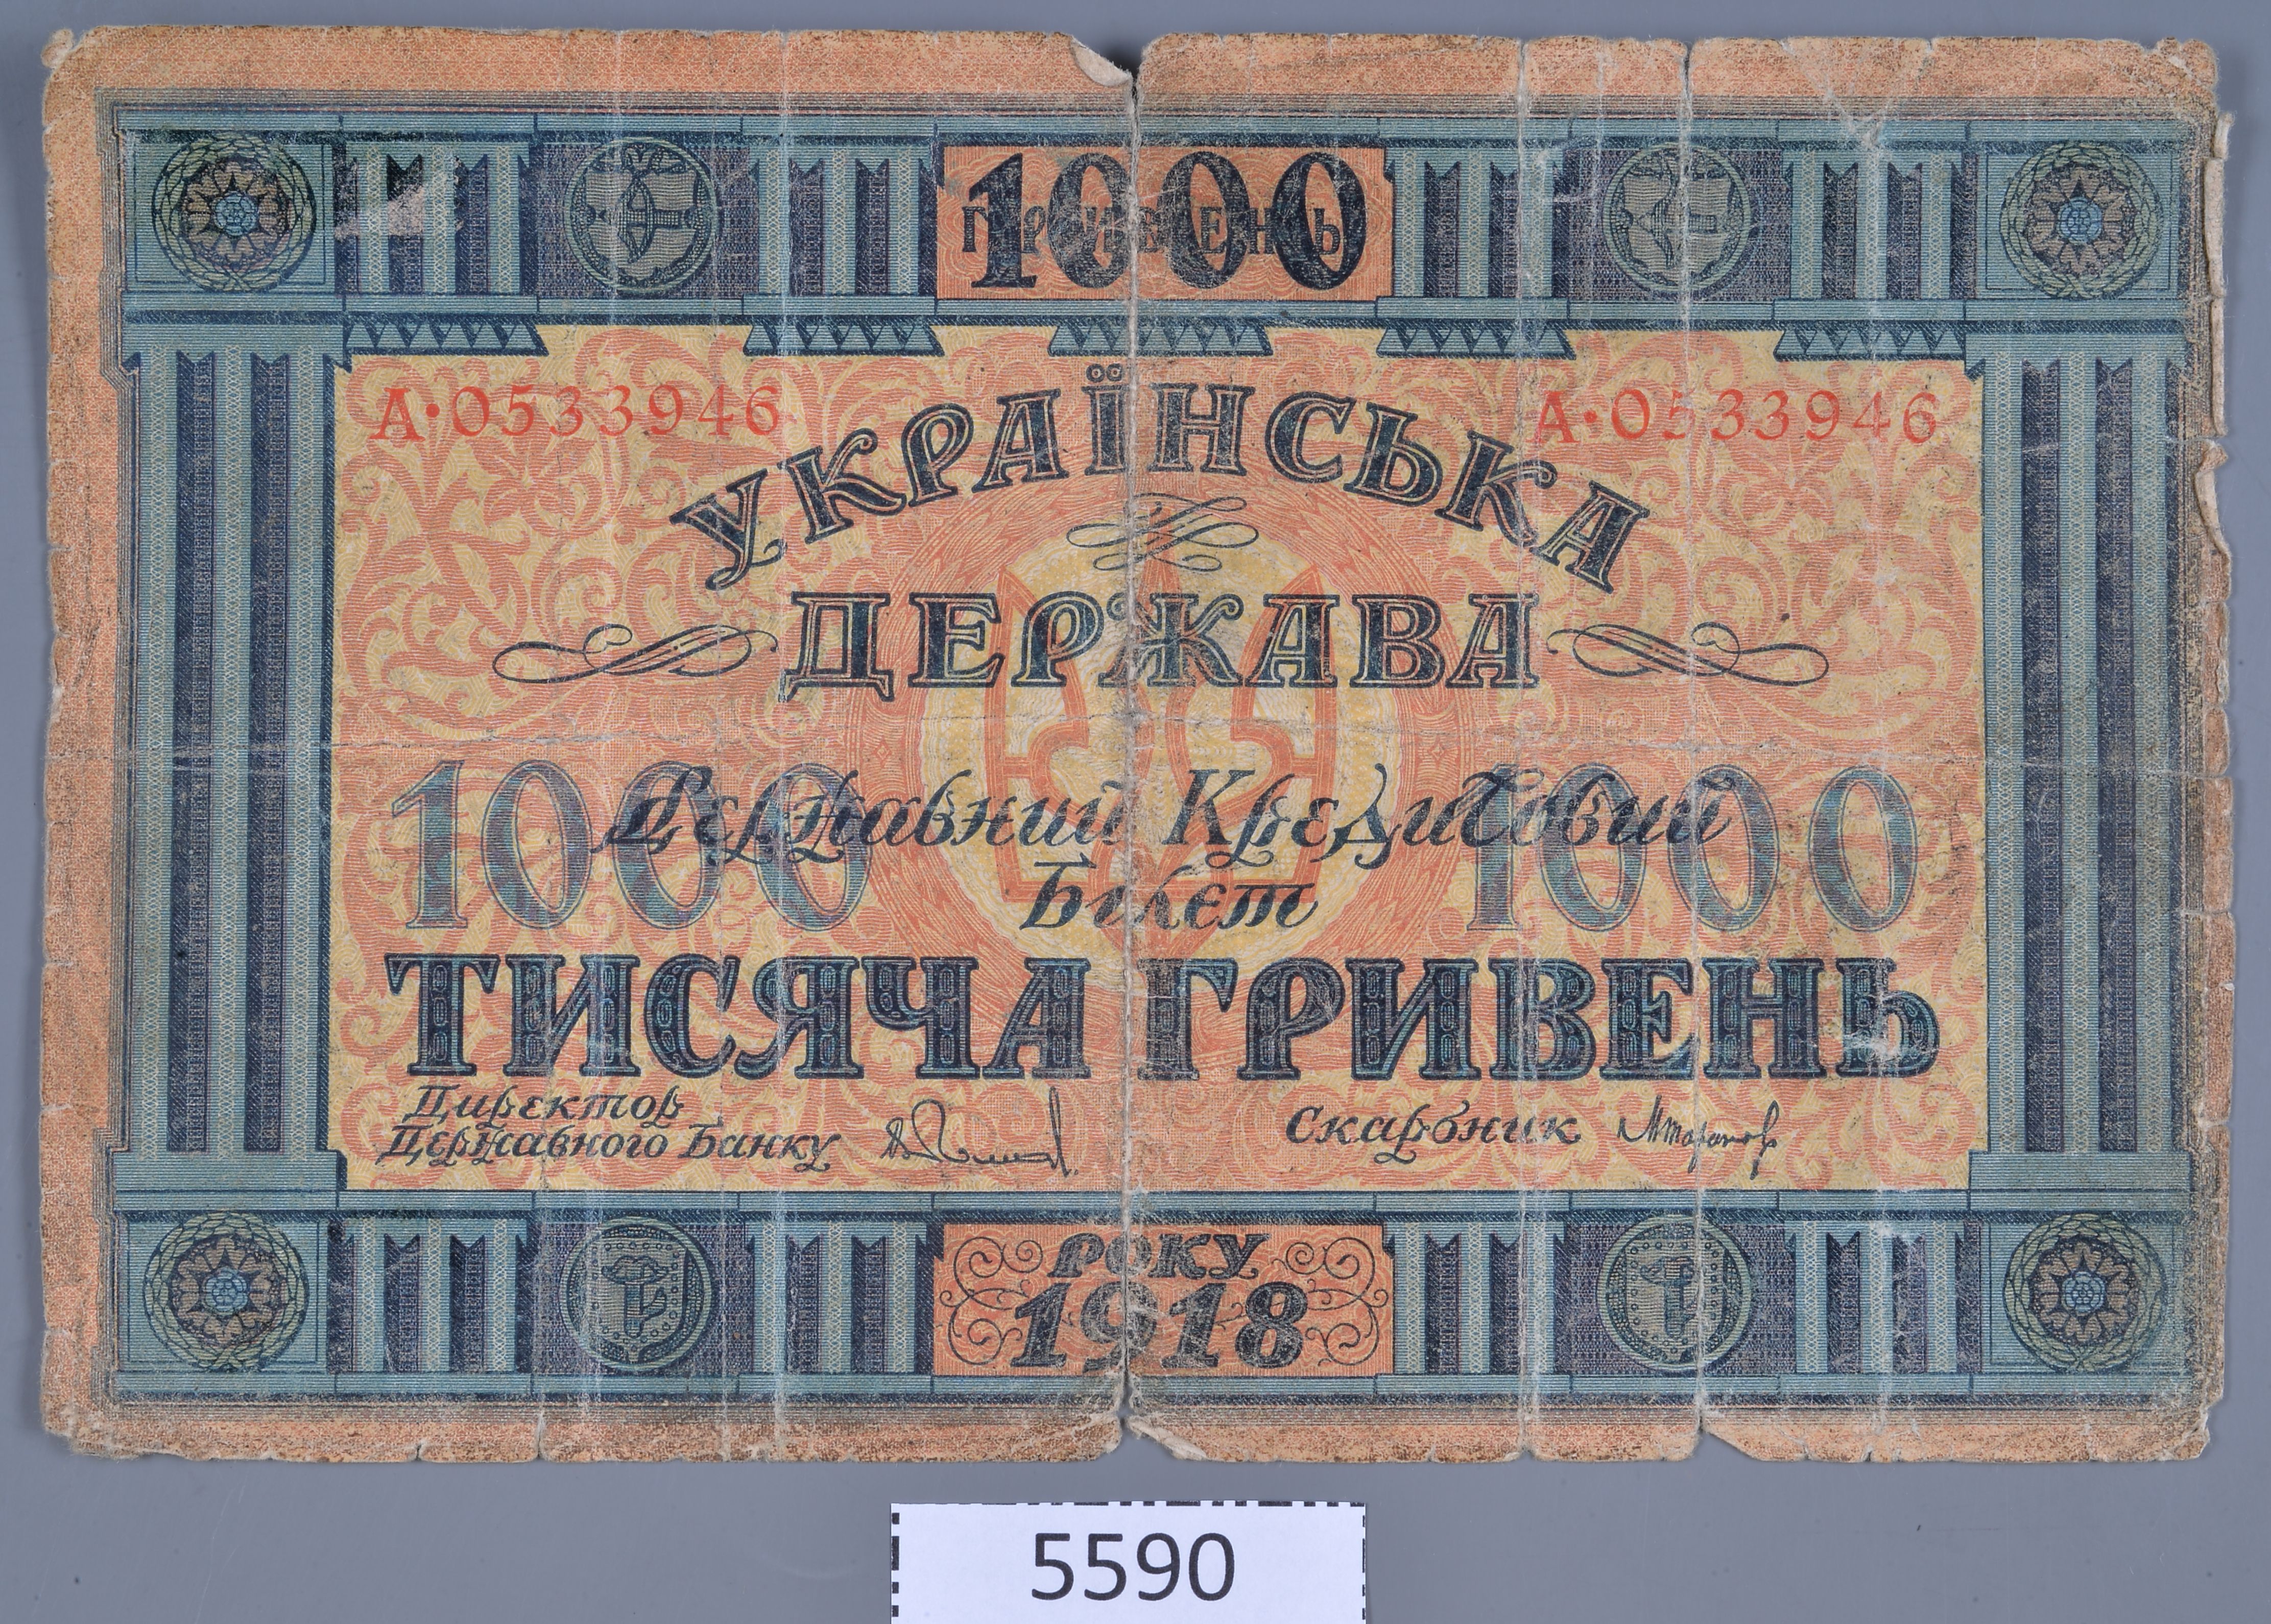 1000
ГРИВЕНЬ
А·0533946 А·0533946
УКРАЇНСЬКА
ДЕРЖАВА
1000 1000
Державний Кредитовий
Білет
ТИСЯЧА ГРИВЕНЬ
Директор
Державного Банку
Скарбник
РОКУ
1918
5590